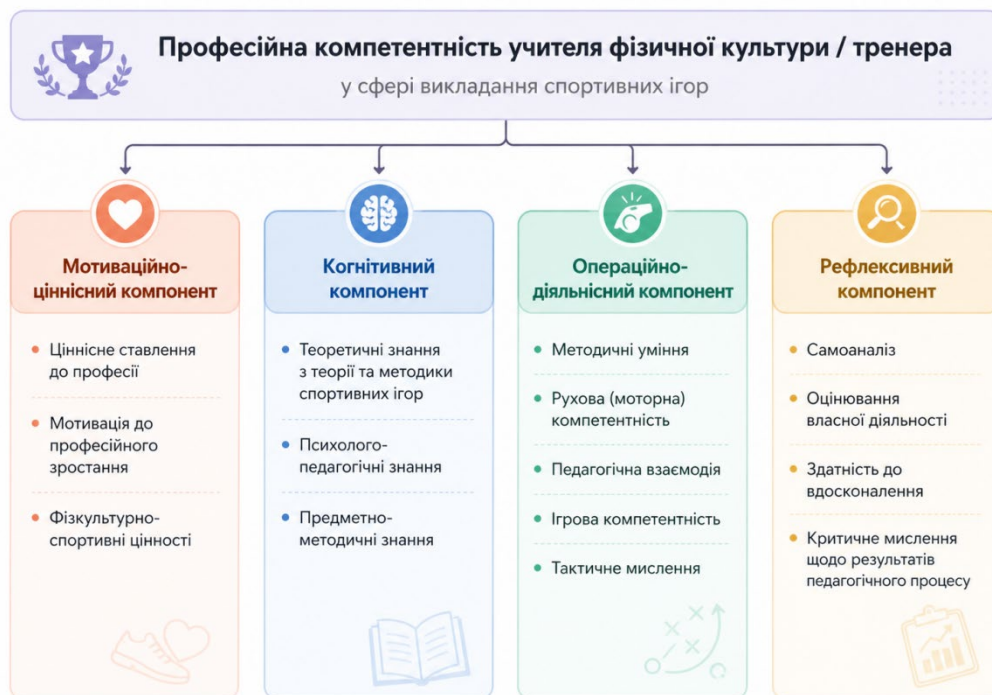 Професійна компетентність учителя фізичної культури / тренера
у сфері викладання спортивних ігор
Мотиваційно-
ціннісний компонент
Ціннісне ставлення
до професії
Мотивація до
професійного
зростання
Фізкультурно-
спортивні цінності
Когнітивний
компонент
Теоретичні знання
з теорії та методики
спортивних ігор
Психолого-
педагогічні знання
Предметно-
методичні знання
Операційно-
діяльнісний компонент
Методичні уміння
Рухова (моторна)
компетентність
Педагогічна взаємодія
Ігрова компетентність
Тактичне мислення
Рефлексивний
компонент
Самоаналіз
Оцінювання
власної діяльності
Здатність до
вдосконалення
Критичне мислення
щодо результатів
педагогічного процесу